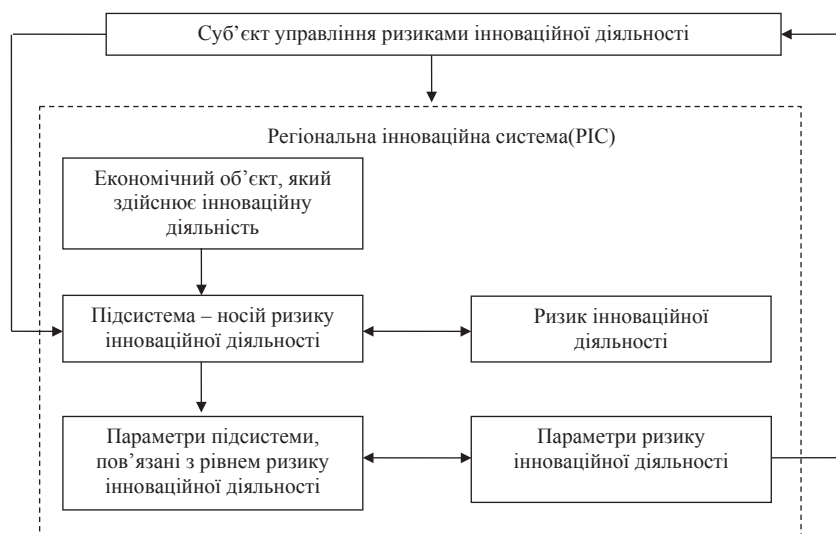 Суб’єкт управління ризиками інноваційної діяльності
Регіональна інноваційна система(РІС)
Економічний об’єкт, який
здійснює інноваційну
діяльність
Підсистема – носій ризику
інноваційної діяльності
Ризик інноваційної
діяльності
Параметри підсистеми,
пов’язані з рівнем ризику
інноваційної діяльності
Параметри ризику
інноваційної діяльності